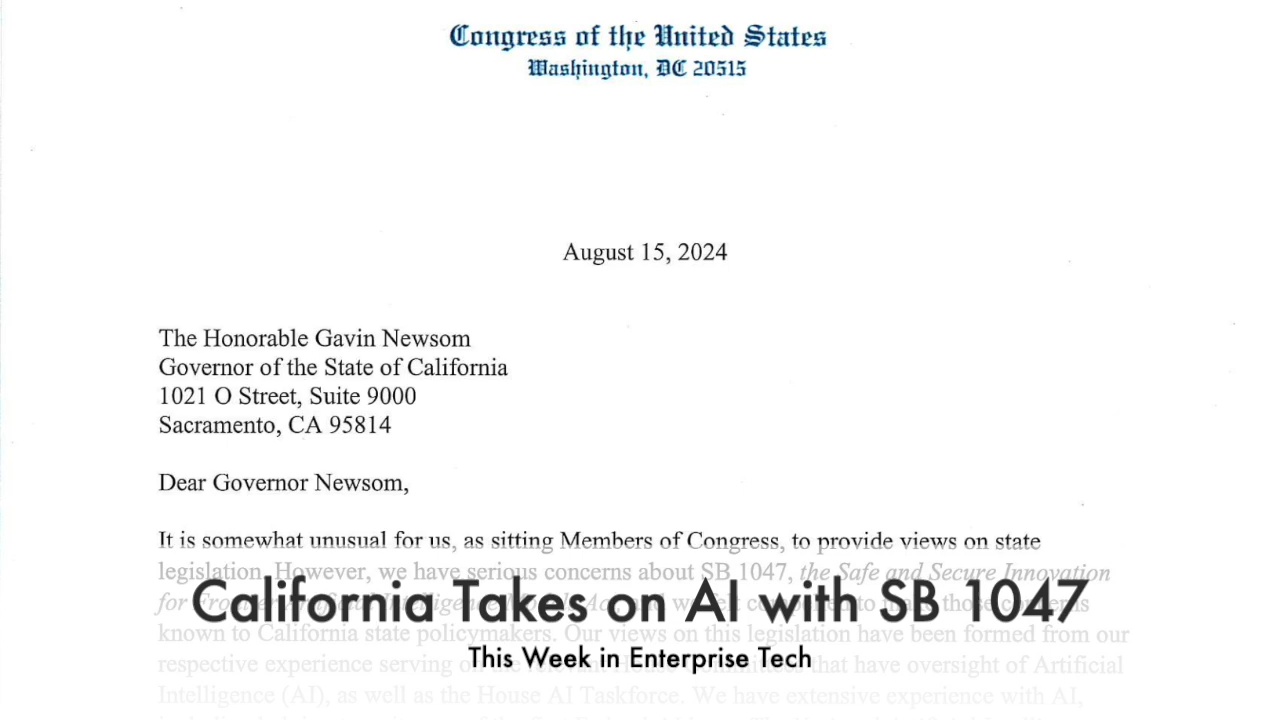 Congress of the United States
Washington, DC 20515
August 15, 2024
The Honorable Gavin Newsom
Governor of the State of California
1021 O Street, Suite 9000
Sacramento, CA 95814
Dear Governor Newsom,
It is somewhat unusual for us, as sitting Members of Congress, to provide views on state
legislation. However, we have serious concerns about SB 1047, the Safe and Secure Innovation
for
California Takes on AI with SB 1047
known to California state policymakers. Our views on this legislation have been formed from our
respective experience serving that have oversight of Artificial
This Week in Enterprise Tech
Intelligence (AI), as well as the House AI Taskforce. We have extensive experience with AI,